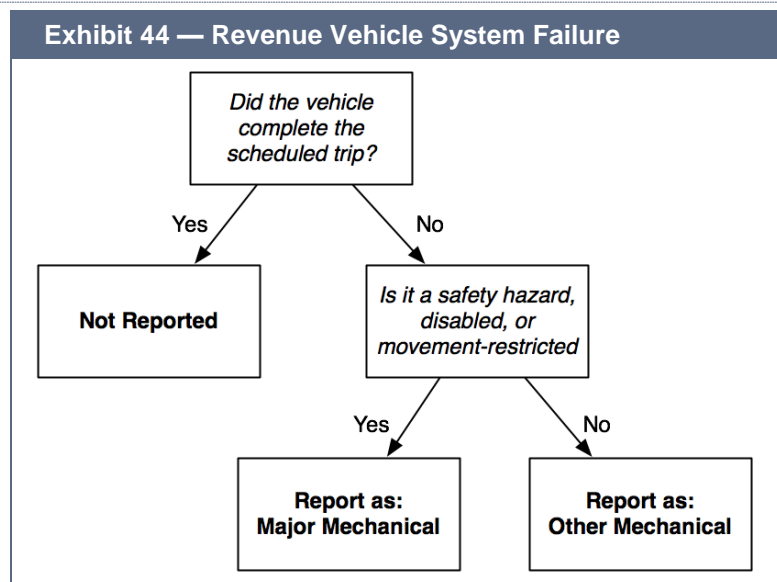 Exhibit 44 — Revenue Vehicle System Failure
Did the vehicle
complete the
scheduled trip?
Yes
No
Not Reported
Is it a safety hazard,
disabled, or
movement-restricted
Yes
No
Report as:
Major Mechanical
Report as:
Other Mechanical